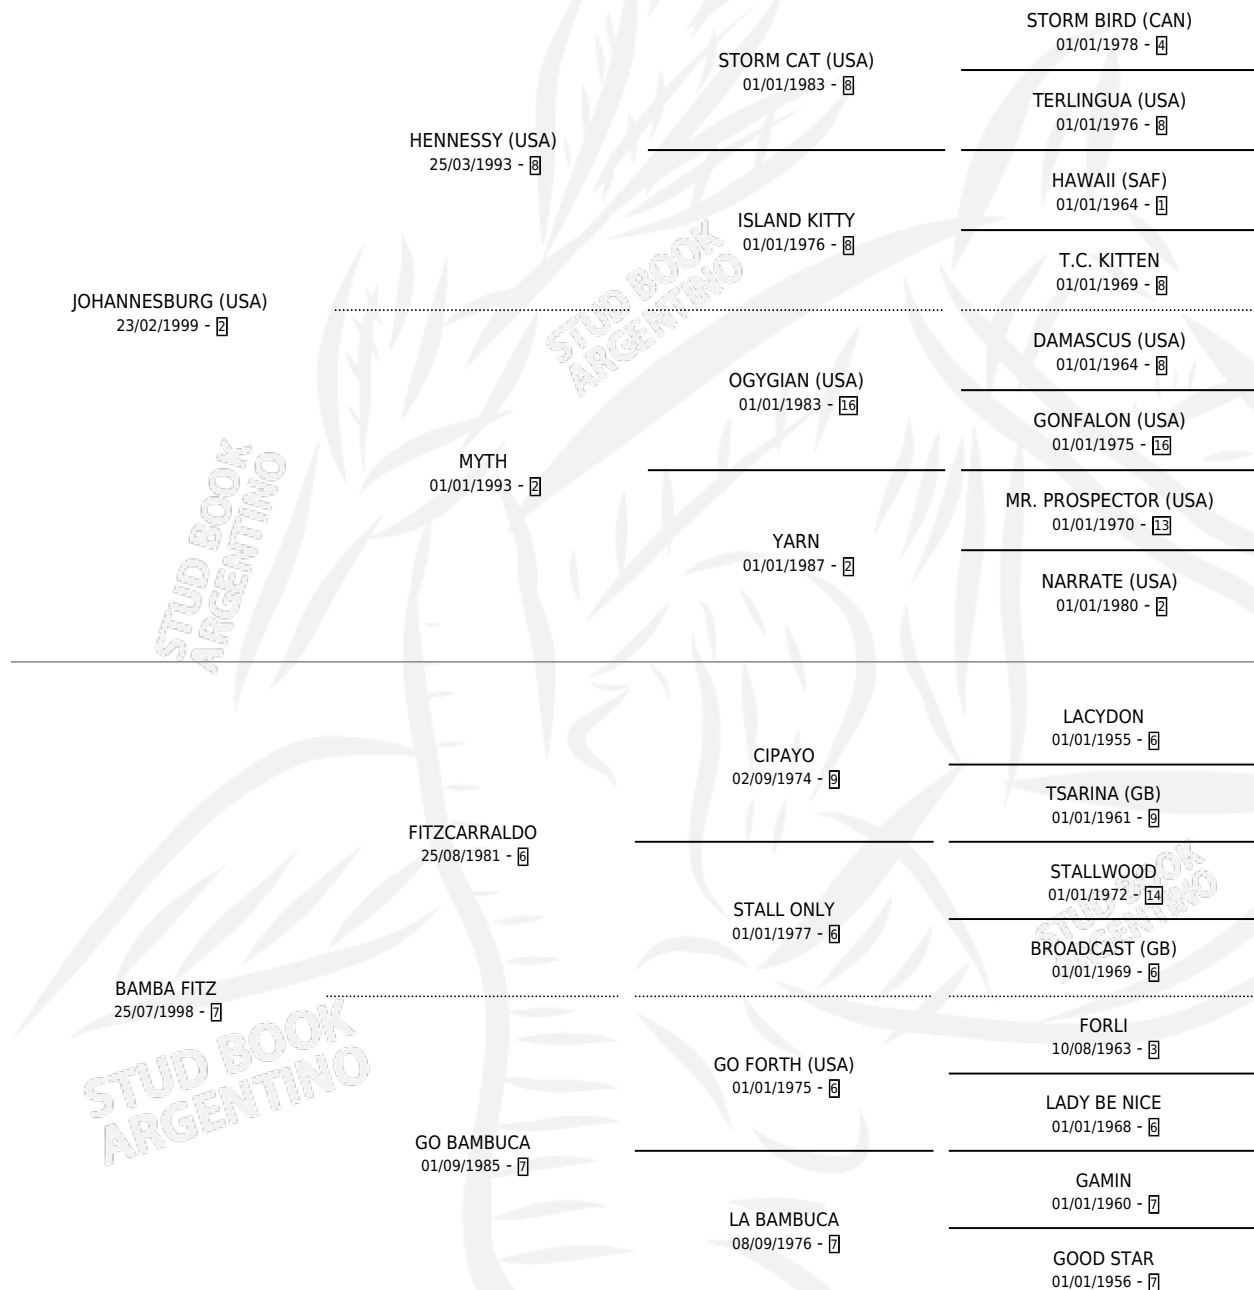 STORM BIRD (CAN)
01/01/1978 - 4
STORM CAT (USA)
01/01/1983 - 8
TERLINGUA (USA)
01/01/1976 - 8
HENNESSY (USA)
25/03/1993 - 8
HAWAII (SAF)
01/01/1964 - 1
ISLAND KITTY
01/01/1976 - 8
T.C. KITTEN
01/01/1969 - 8
JOHANNESBURG (USA)
23/02/1999 - 2
DAMASCUS (USA)
01/01/1964 - 8
OGYGIAN (USA)
01/01/1983 - 16
GONFALON (USA)
01/01/1975 - 16
MYTH
01/01/1993 - 2
MR. PROSPECTOR (USA)
01/01/1970 - 13
YARN
01/01/1987 - 2
NARRATE (USA)
01/01/1980 - 2
LACYDON
01/01/1955 - 6
CIPAYO
02/09/1974 - 9
TSARINA (GB)
01/01/1961 - 9
FITZCARRALDO
25/08/1981 - 6
STALLWOOD
01/01/1972 - 14
STALL ONLY
01/01/1977 - 6
BROADCAST (GB)
01/01/1969 - 6
BAMBA FITZ
25/07/1998 - 7
FORLI
10/08/1963 - 3
GO FORTH (USA)
01/01/1975 - 6
LADY BE NICE
01/01/1968 - 6
GO BAMBUCA
01/09/1985 - 7
GAMIN
01/01/1960 - 7
LA BAMBUCA
08/09/1976 - 7
GOOD STAR
01/01/1956 - 7
STUD BOOK
ARGENTINO
STUD BOOK
ARGENTINO
STUD BOOK
ARGENTINO
STUD BOOK
ARGENTINO